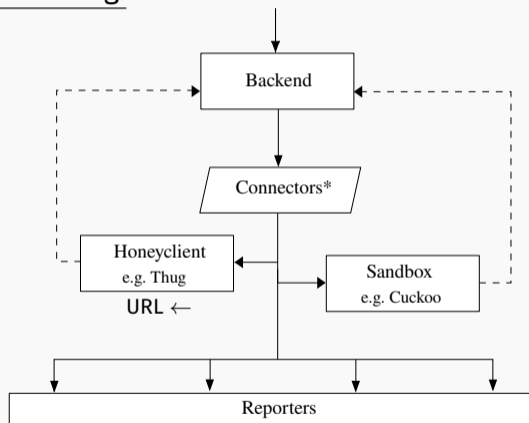 Backend
Connectors*
Honeyclient
e.g. Thug
Sandbox
e.g. Cuckoo
URL ←
Reporters